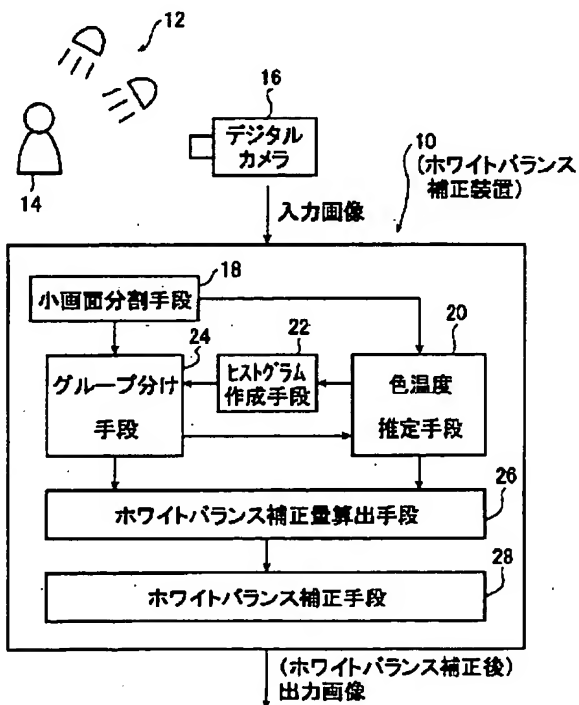 12
16
デジタル
カメラ
14
10
(ホワイトバランス
補正装置)
入力画像
18
小画面分割手段
24
22
20
グループ分け
手段
ヒストグラム
作成手段
色温度
推定手段
26
ホワイトバランス補正量算出手段
28
ホワイトバランス補正手段
(ホワイトバランス補正後)
出力画像